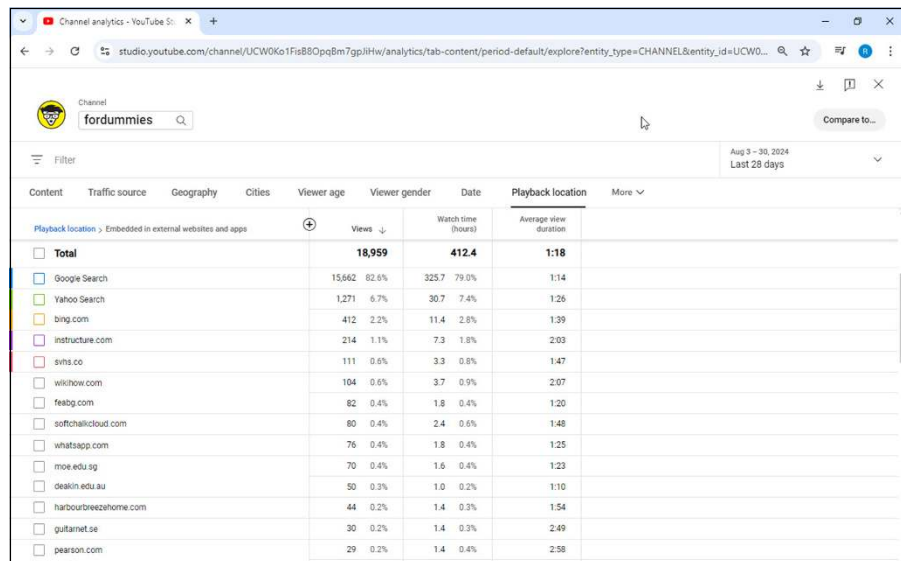 Channel analytics - YouTube St
studio.youtube.com/channel/UCW0Ko1FisB8OpqBm7gpJiHw/analytics/tab-content/period-default/explore?entity_type=CHANNEL&entity_id=UCW0...
R
Channel
fordummies
Compare to...
Filter
Aug 3 – 30, 2024
Last 28 days
Content Traffic source Geography Cities Viewer age Viewer gender Date Playback location More
Playback location > Embedded in external websites and apps
Views ↓
Watch time
(hours)
Average view
duration
Total 18,959 412.4 1:18
Google Search 15,662 82.6% 325.7 79.0% 1:14
Yahoo Search 1,271 6.7% 30.7 7.4% 1:26
bing.com 412 2.2% 11.4 2.8% 1:39
instructure.com 214 1.1% 7.3 1.8% 2:03
svhs.co 111 0.6% 3.3 0.8% 1:47
wikihow.com 104 0.6% 3.7 0.9% 2:07
feabg.com 82 0.4% 1.8 0.4% 1:20
softchalkcloud.com 80 0.4% 2.4 0.6% 1:48
whatsapp.com 76 0.4% 1.8 0.4% 1:25
moe.edu.sg 70 0.4% 1.6 0.4% 1:23
deakin.edu.au 50 0.3% 1.0 0.2% 1:10
harbourbreezehome.com 44 0.2% 1.4 0.3% 1:54
guitarnet.se 30 0.2% 1.4 0.3% 2:49
pearson.com 29 0.2% 1.4 0.4% 2:58